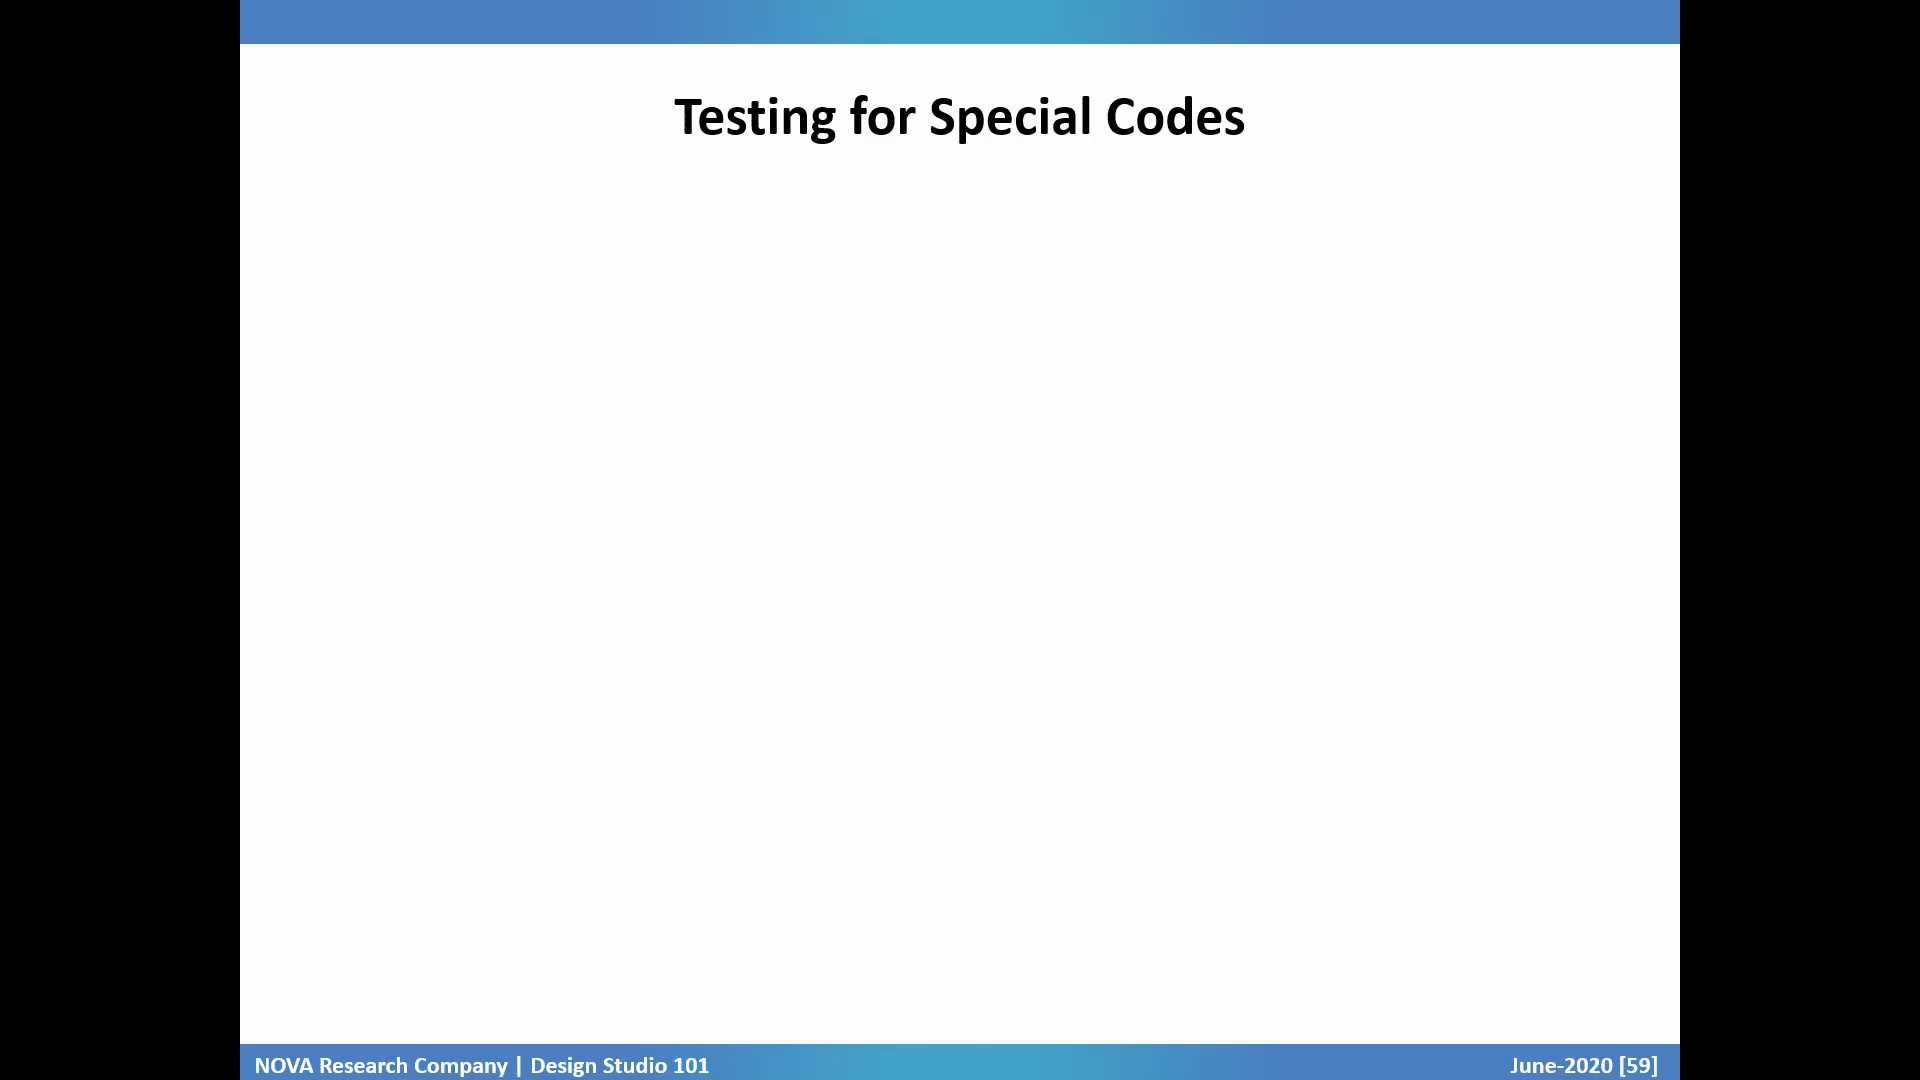 Testing for Special Codes
NOVA Research Company | Design Studio 101
June-2020 [59]